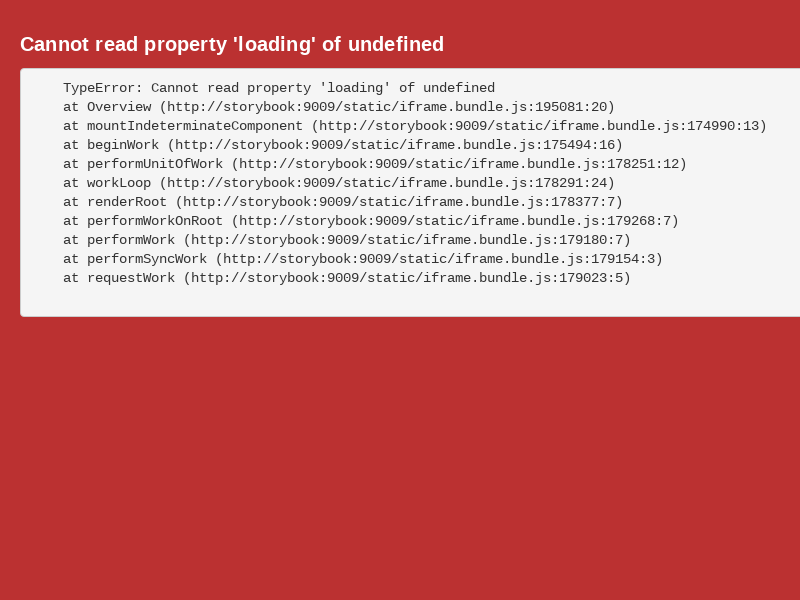 Cannot read property 'loading' of undefined
TypeError: Cannot read property 'loading' of undefined
at Overview (http://storybook:9009/static/iframe.bundle.js:195081:20)
at mountIndeterminateComponent (http://storybook:9009/static/iframe.bundle.js:174990:13)
at beginWork (http://storybook:9009/static/iframe.bundle.js:175494:16)
at performUnitOfWork (http://storybook:9009/static/iframe.bundle.js:178251:12)
at workLoop (http://storybook:9009/static/iframe.bundle.js:178291:24)
at renderRoot (http://storybook:9009/static/iframe.bundle.js:178377:7)
at performWorkOnRoot (http://storybook:9009/static/iframe.bundle.js:179268:7)
at performWork (http://storybook:9009/static/iframe.bundle.js:179180:7)
at performSyncWork (http://storybook:9009/static/iframe.bundle.js:179154:3)
at requestWork (http://storybook:9009/static/iframe.bundle.js:179023:5)